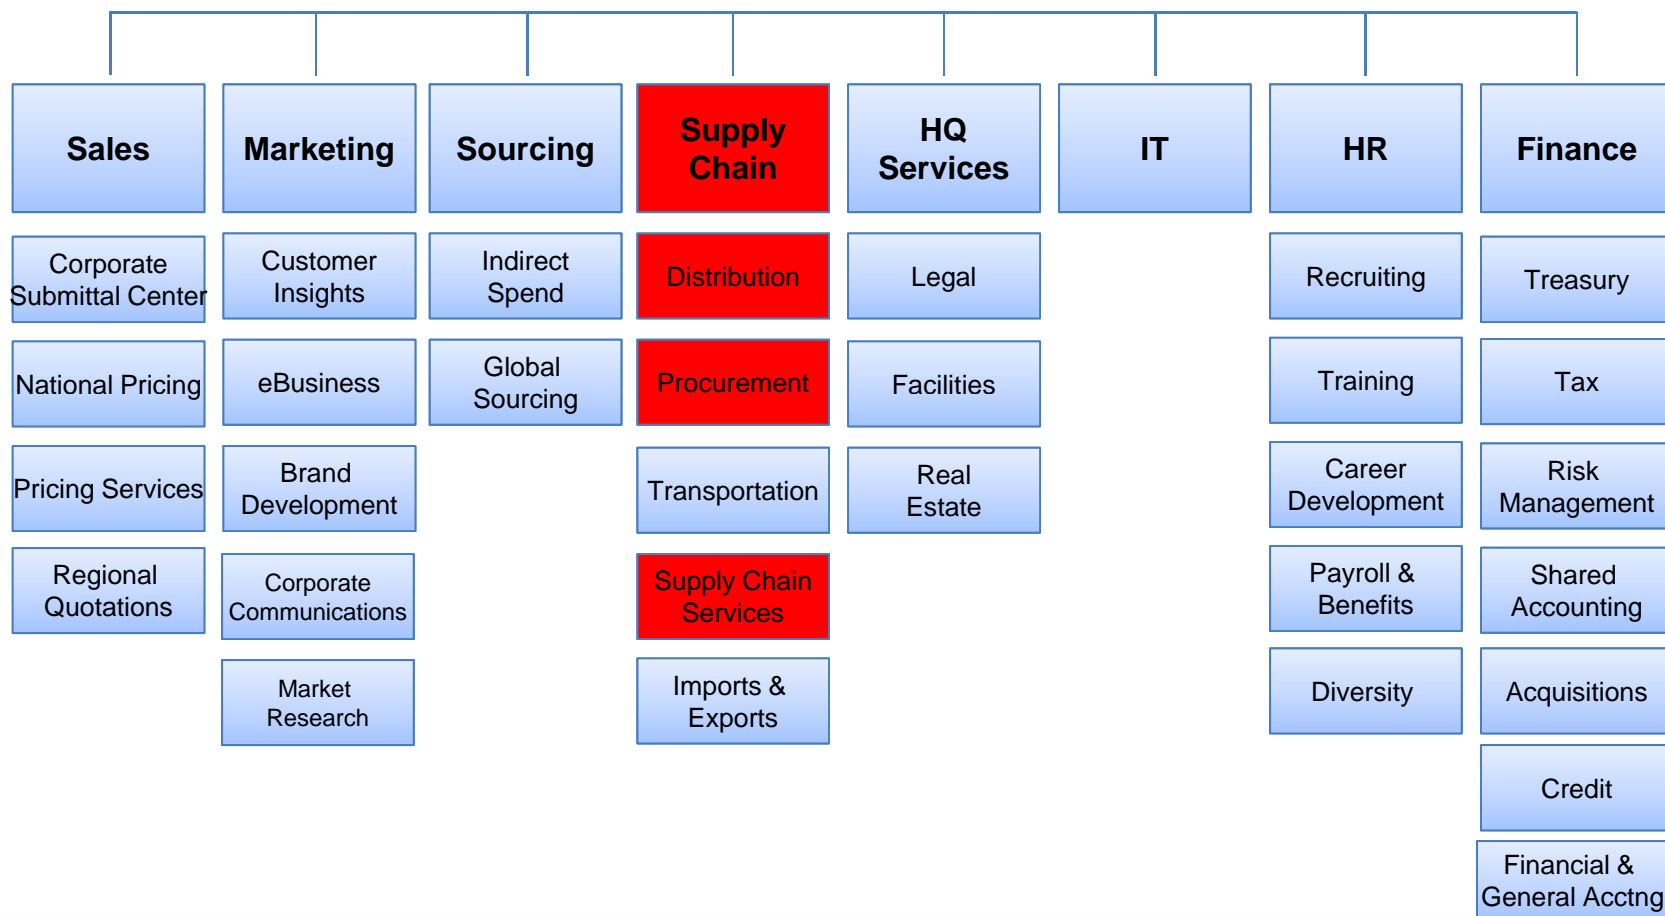 Sales
Marketing
Sourcing
Supply
Chain
HQ
Services
IT
HR
Finance
Corporate
Submittal Center
National Pricing
Pricing Services
Regional
Quotations
Customer
Insights
eBusiness
Brand
Development
Corporate
Communications
Market
Research
Indirect
Spend
Global
Sourcing
Distribution
Procurement
Transportation
Supply Chain
Services
Imports &
Exports
Legal
Facilities
Real
Estate
Recruiting
Training
Career
Development
Payroll &
Benefits
Diversity
Treasury
Tax
Risk
Management
Shared
Accounting
Acquisitions
Credit
Financial &
General Acctng